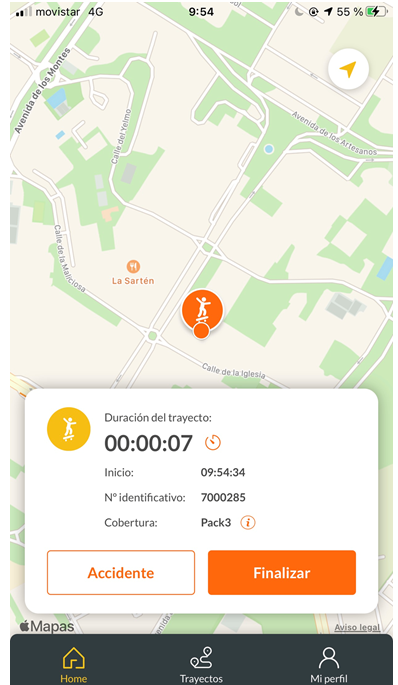 movistar 4G 9:54 55 %
Avenida de los Montes
Calle del Yelmo
Avenida de los Artesanos
Calle de la Maliciosa
La Sartén
Calle de la Iglesia
Duración del trayecto:
00:00:07
Inicio: 09:54:34
Nº identificativo: 7000285
Cobertura: Pack3 i
Accidente Finalizar
Mapas Aviso legal
Home Trayectos Mi perfil